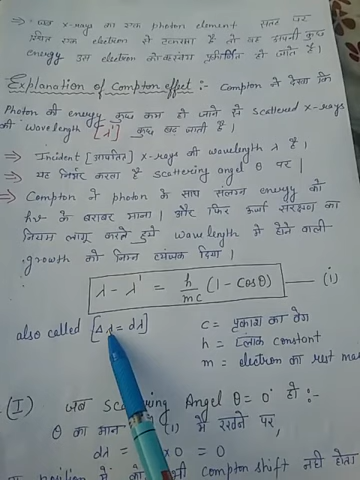 ⇒ जब X-rays का एक photon element सतह पर
स्थित एक electron से टकराता है तो वह अपनी कुछ
energy उस electron को करके हो जाते है।
Explanation of Compton effect :- Compton ने देखा कि
Photon की energy कुछ कम हो जाने से scattered X-rays
की wavelength [λ'] कुछ बढ जाती है।
⇒ Incident [आपतित] X-rays की wavelength λ है।
⇒ यह निर्भर करता है Scattering angel θ पर।
⇒ Compton ने photon के साथ संलग्न energy को
hν के बराबर माना। और फिर ऊर्जा संरक्षण का
नियम लागू करते हुये wavelength में होने वाली
growth को निम्न व्यंजक दिया।
λ - λ' = h/mc (1 - Cosθ) — (1)
also called [Δλ = dλ]
c = प्रकाश का वेग
h = प्लांक constant
m = electron का rest mas
(I) जब Scattering Angel θ = 0° हो :-
θ का मान (1) में रखने पर,
dλ = × 0 = 0
position में भी compton shift नही होता